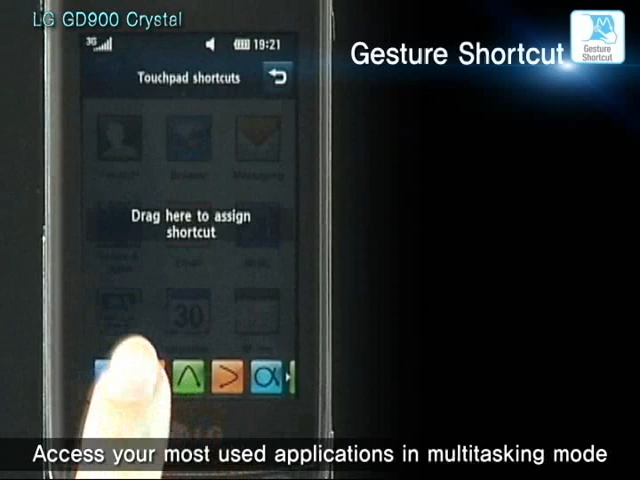 LG GD900 Crystal
Gesture Shortcut
Gesture
Shortcut
3G
19:21
Touchpad shortcuts
Drag here to assign
shortcut
30
LG
Access your most used applications in multitasking mode